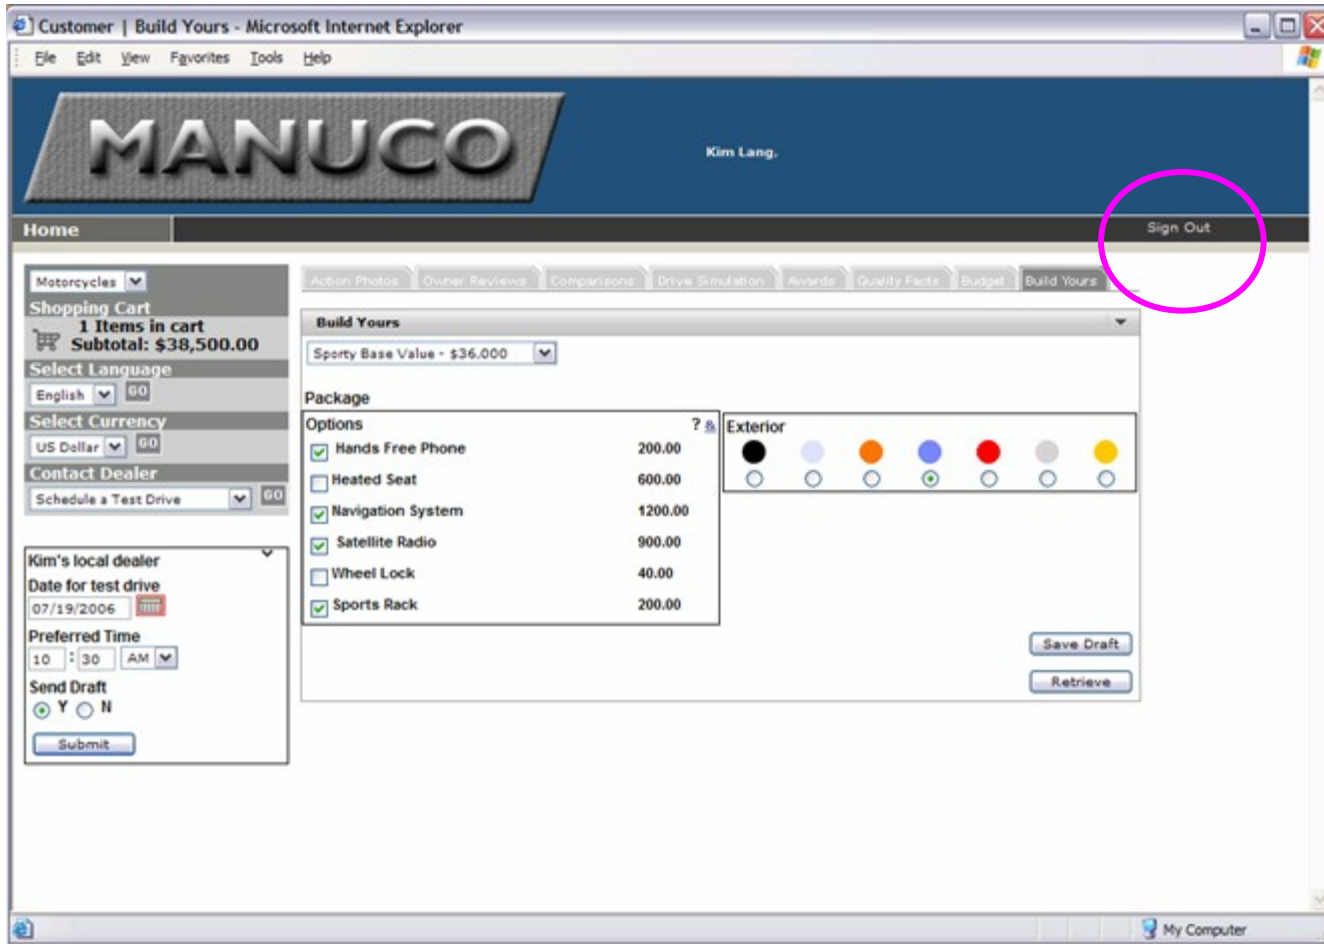 Customer | Build Yours - Microsoft Internet Explorer
File Edit View Favorites Tools Help
MANUCO
Kim Lang.
Home
Sign Out
Motorcycles
Shopping Cart
1 Items in cart
Subtotal: $38,500.00
Select Language
English GO
Select Currency
US Dollar GO
Contact Dealer
Schedule a Test Drive GO
Kim's local dealer
Date for test drive
07/19/2006
Preferred Time
10 : 30 AM
Send Draft
Y N
Submit
Action Photos Owner Reviews Comparisons Drive Simulation Awards Quality Facts Budget Build Yours
Build Yours
Sporty Base Value - $36,000
Package
Options ? &
Hands Free Phone 200.00
Heated Seat 600.00
Navigation System 1200.00
Satellite Radio 900.00
Wheel Lock 40.00
Sports Rack 200.00
Exterior
Save Draft
Retrieve
My Computer